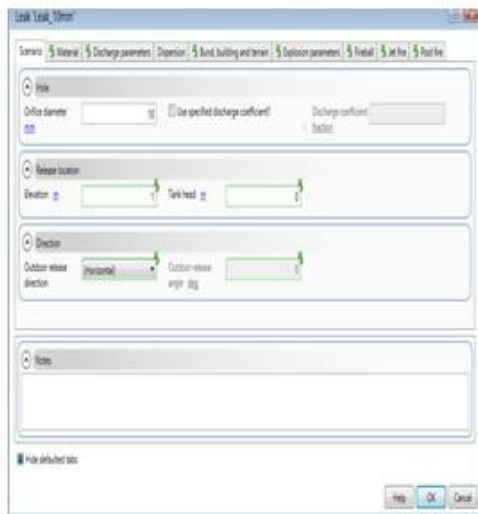 Leak 'Leak_10mm'
Scenario Material Discharge parameters Dispersion Bund, building and terrain Explosion parameters Fireball Jet fire Pool fire
Hole
Orifice diameter 10 Use specified discharge coefficient? Discharge coefficient
mm fraction
Release location
Elevation m 1 Tank head m 0
Direction
Outdoor release (Horizontal) Outdoor release 0
direction angle deg
Notes
Hide defaulted tabs
Help OK Cancel